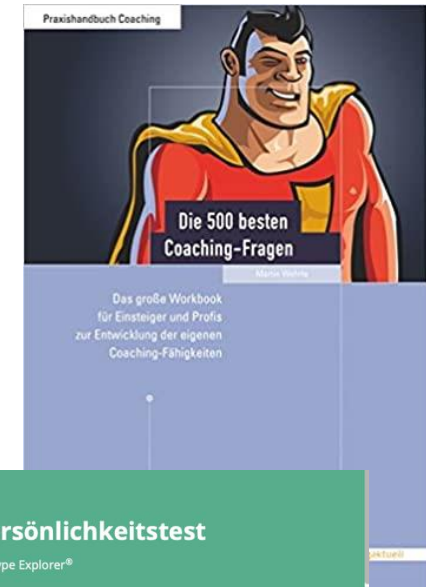 Praxishandbuch Coaching
Die 500 besten
Coaching-Fragen
Martin Wehrle
Das große Workbook
für Einsteiger und Profis
zur Entwicklung der eigenen
Coaching-Fähigkeiten
rsönlichkeitstest
ype Explorer®
gaktuell